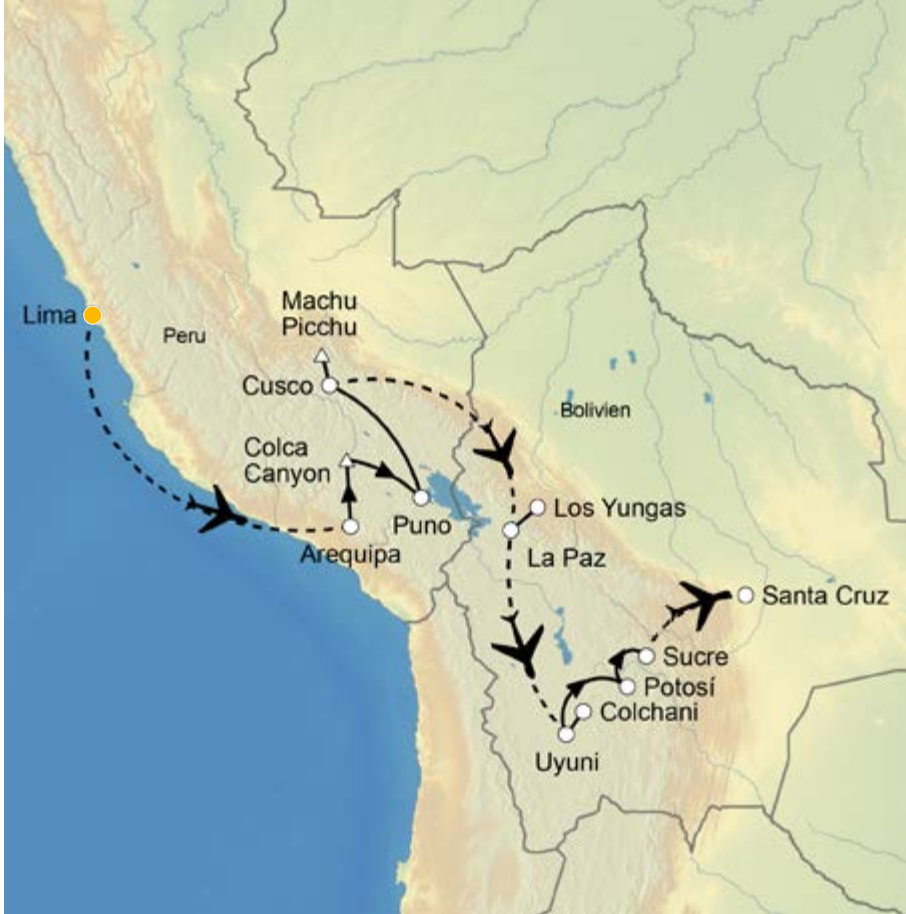 Machu
Picchu
Lima
Peru
Cusco
Bolivien
Colca
Canyon
Los Yungas
Puno
Arequipa
La Paz
Santa Cruz
Sucre
Potosí
Colchani
Uyuni